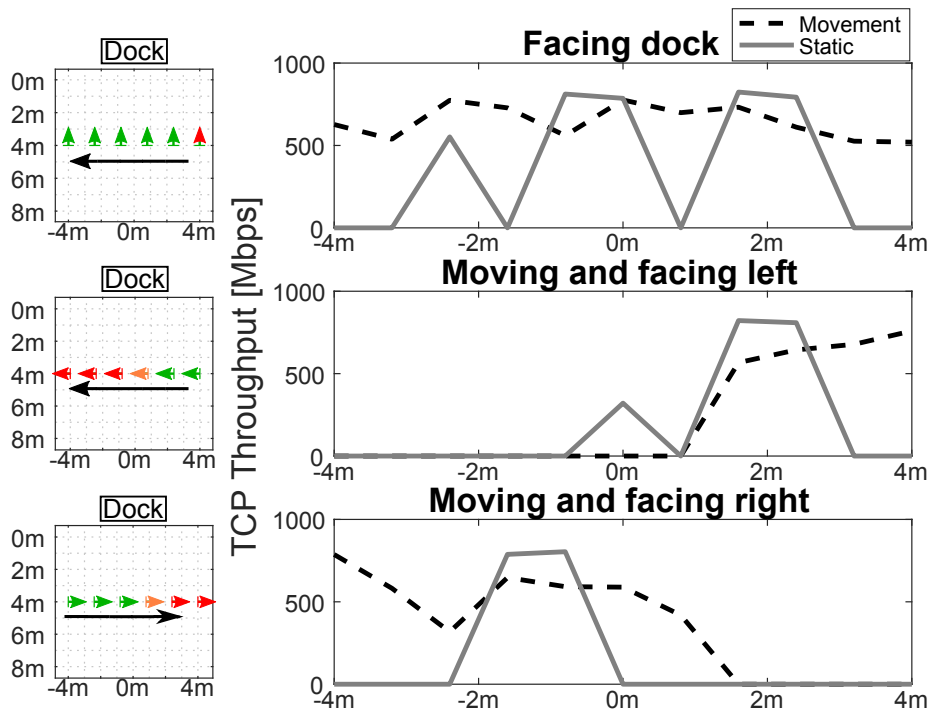 Movement
Static
Dock
0m
2m
4m
6m
8m
-4m 0m 4m
Facing dock
1000
500
0
-4m -2m 0m 2m 4m
Dock
0m
2m
4m
6m
8m
-4m 0m 4m
Moving and facing left
1000
500
0
-4m -2m 0m 2m 4m
Dock
0m
2m
4m
6m
8m
-4m 0m 4m
Moving and facing right
1000
500
0
-4m -2m 0m 2m 4m
TCP Throughput [Mbps]